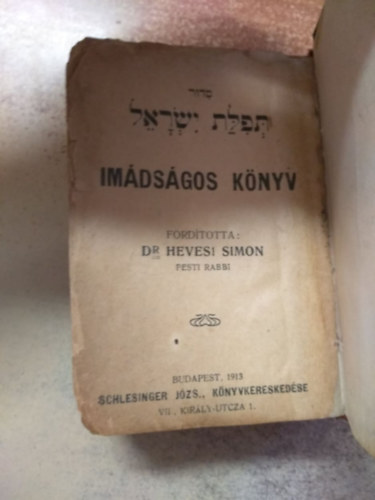 סדור
תְּפִלַּת יִשְׂרָאֵל
IMÁDSÁGOS KÖNYV
FORDÍTOTTA:
DR HEVESI SIMON
PESTI RABBI
BUDAPEST, 1913
SCHLESINGER JÓZS., KÖNYVKERESKEDÉSE
VII., KIRÁLY-UTCZA 1.